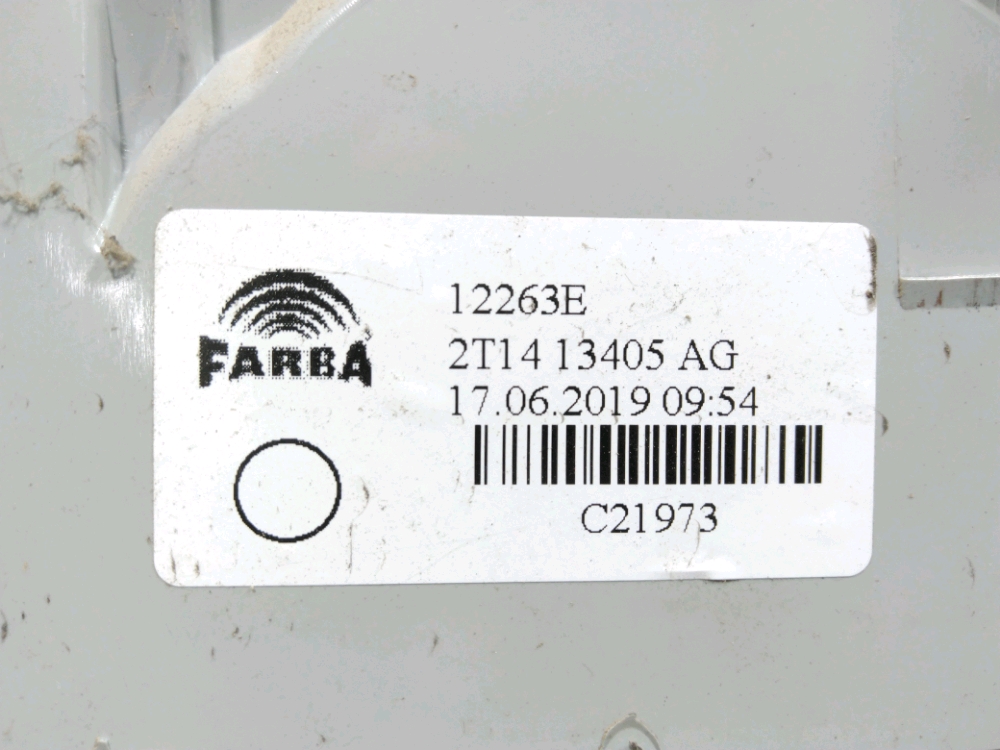 FARBA
12263E
2T14 13405 AG
17.06.2019 09:54
C21973